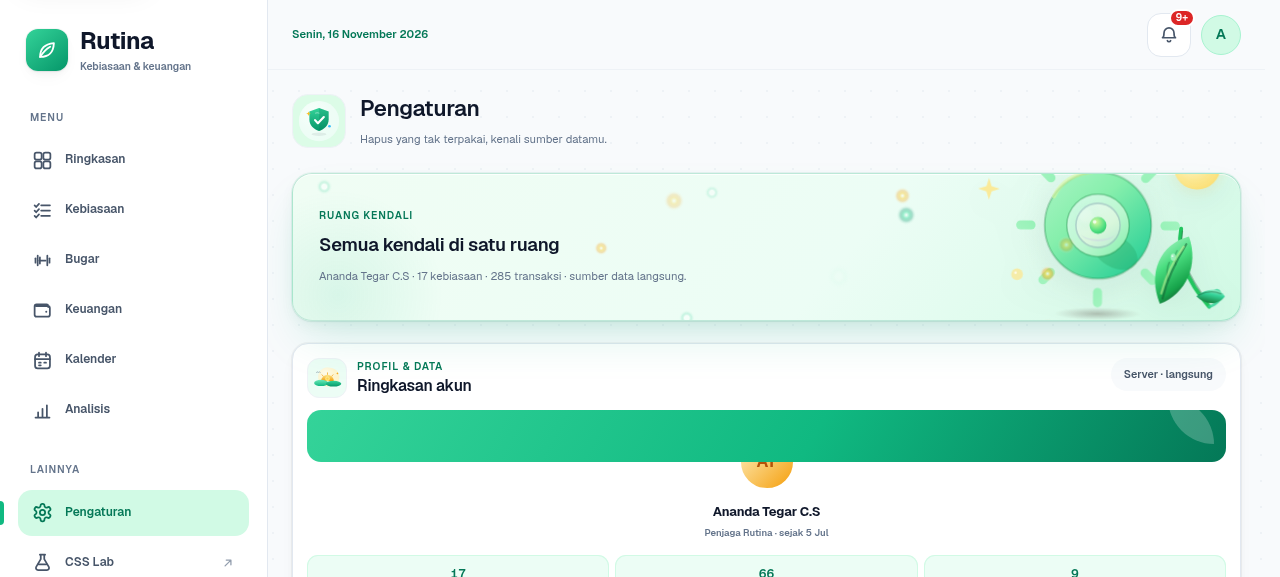 Rutina
Kebiasaan & keuangan
MENU
Ringkasan
Kebiasaan
Bugar
Keuangan
Kalender
Analisis
LAINNYA
Pengaturan
CSS Lab
Senin, 16 November 2026
9+
A
Pengaturan
Hapus yang tak terpakai, kenali sumber datamu.
RUANG KENDALI
Semua kendali di satu ruang
Ananda Tegar C.S · 17 kebiasaan · 285 transaksi · sumber data langsung.
PROFIL & DATA
Ringkasan akun
Server · langsung
Ananda Tegar C.S
Penjaga Rutina · sejak 5 Jul
17
66
9